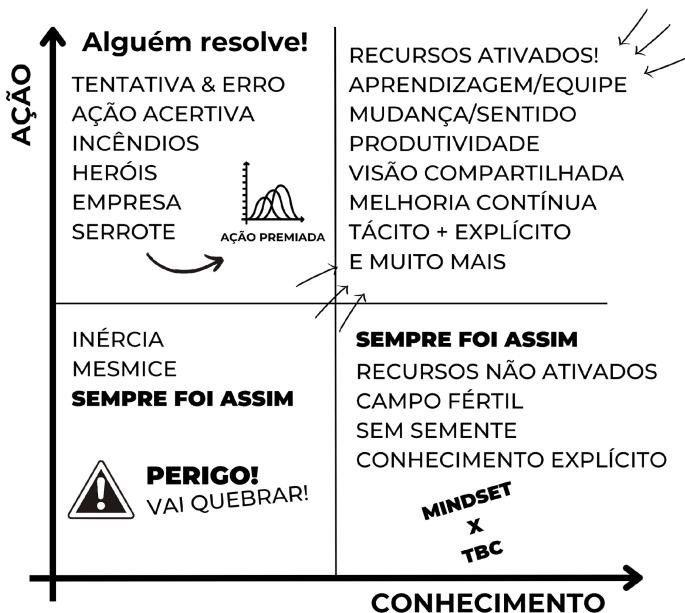 AÇÃO
Alguém resolve!
TENTATIVA & ERRO
AÇÃO ACERTIVA
INCÊNDIOS
HERÓIS
EMPRESA
SERROTE
AÇÃO PREMIADA
RECURSOS ATIVADOS!
APRENDIZAGEM/EQUIPE
MUDANÇA/SENTIDO
PRODUTIVIDADE
VISÃO COMPARTILHADA
MELHORIA CONTÍNUA
TÁCITO + EXPLÍCITO
E MUITO MAIS
INÉRCIA
MESMICE
SEMPRE FOI ASSIM
PERIGO!
VAI QUEBRAR!
SEMPRE FOI ASSIM
RECURSOS NÃO ATIVADOS
CAMPO FÉRTIL
SEM SEMENTE
CONHECIMENTO EXPLÍCITO
MINDSET
X
TBC
CONHECIMENTO